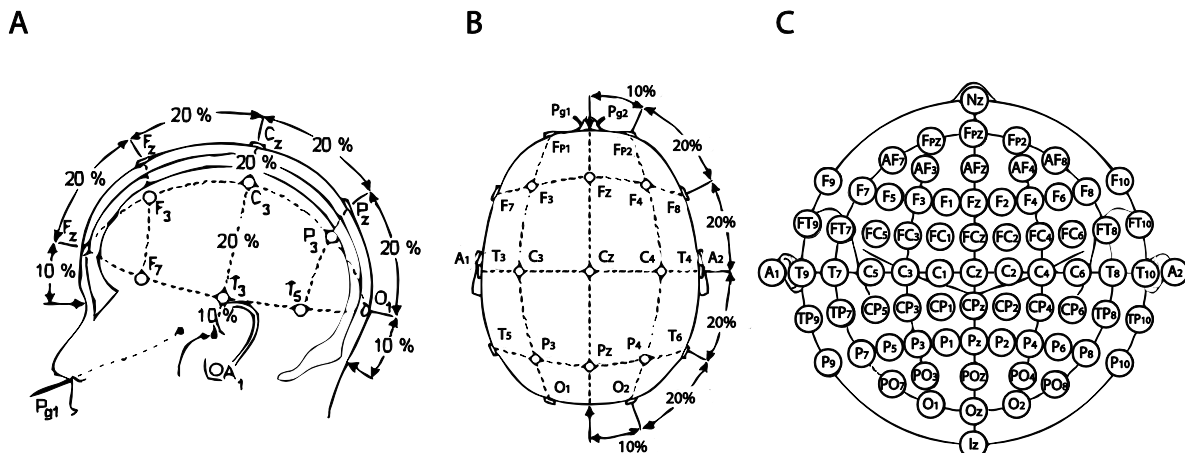 A
B
C
20 %
Cz
20 %
Fz
20 %
20 %
20 %
Fz
F3
C3
Pz
P3
20 %
20 %
10 %
F7
T3
T5
O1
10 %
10 %
OA1
Pg1
10%
Pg1
Pg2
FP1
FP2
20%
F7
F3
Fz
F4
F8
20%
A1
T3
C3
Cz
C4
T4
A2
20%
T5
P3
Pz
P4
T6
O1
O2
20%
10%
Nz
FPZ
FPZ
FP2
AF7
AF3
AFZ
AF4
AF8
F9
F7
F5
F3
F1
Fz
F2
F4
F6
F8
F10
FT9
FT7
FC5
FC3
FC1
FCZ
FC2
FC4
FC6
FT8
FT10
A1
T9
T7
C5
C3
C1
Cz
C2
C4
C6
T8
T10
A2
TP9
TP7
CP5
CP3
CP1
CPZ
CP2
CP4
CP6
TP8
TP10
P9
P7
P5
P3
P1
Pz
P2
P4
P6
P8
P10
PO7
PO3
POZ
PO4
PO8
O1
Oz
O2
Iz